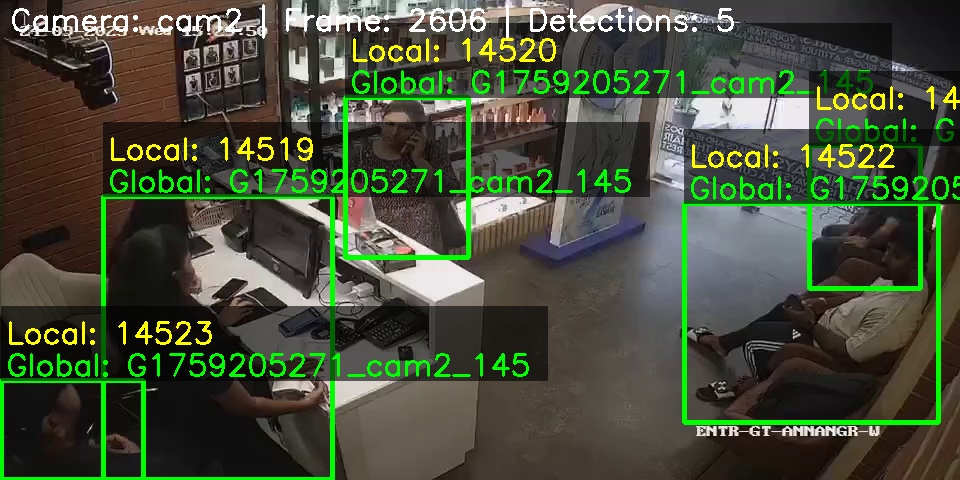 Camera: cam2 | Frame: 2606 | Detections: 5
Local: 14520
Global: G1759205271_cam2_145
Local: 14
Global: G
Local: 14519
Global: G1759205271_cam2_145
Local: 14522
Global: G1759205
Local: 14523
Global: G1759205271_cam2_145
ENTR-GT-ANNANGR-W